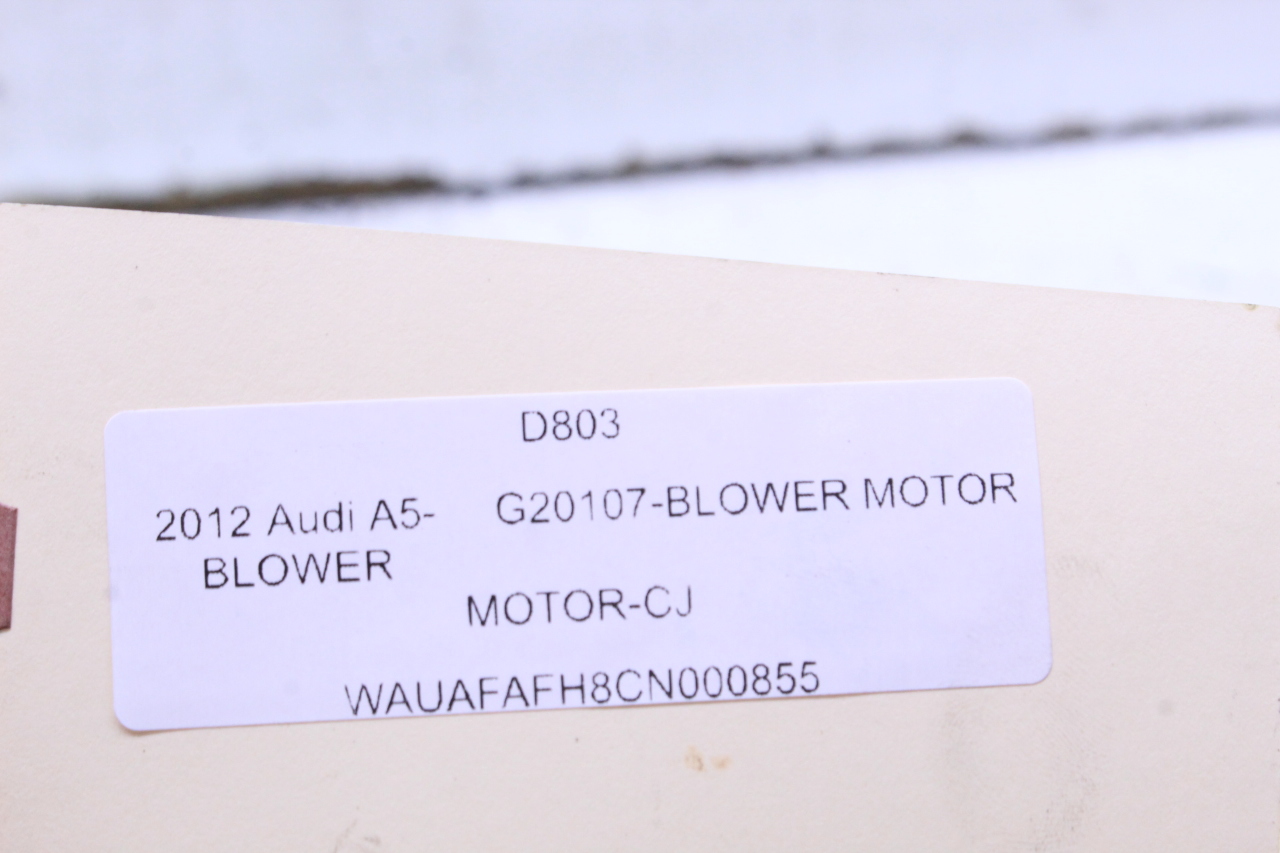 D803
2012 Audi A5- G20107-BLOWER MOTOR
BLOWER
MOTOR-CJ
WAUAFAFH8CN000855